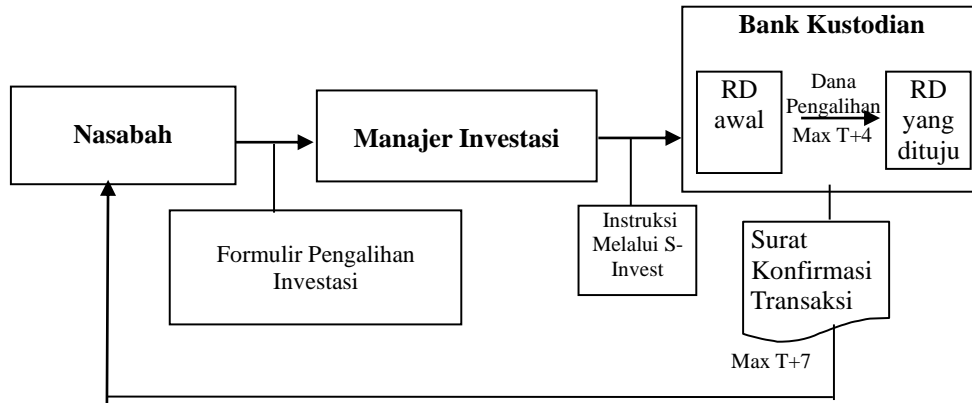 Bank Kustodian
Nasabah
Manajer Investasi
RD
awal
Dana
Pengalihan
Max T+4
RD
yang
dituju
Formulir Pengalihan
Investasi
Instruksi
Melalui S-
Invest
Surat
Konfirmasi
Transaksi
Max T+7